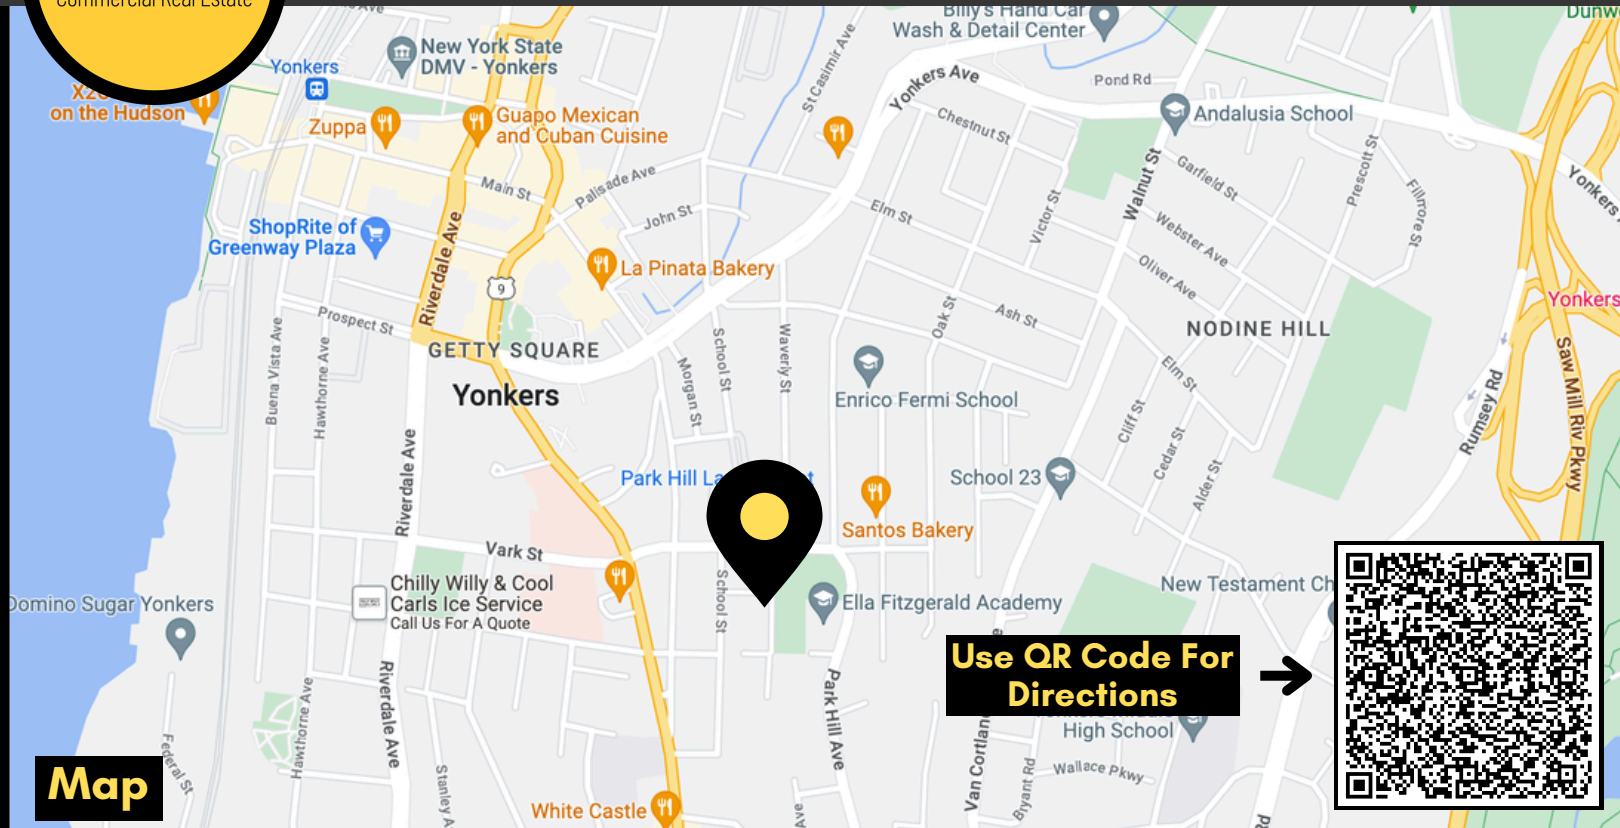 Commercial Real Estate
Billy's Hand Car
Wash & Detail Center
New York State
DMV - Yonkers
Yonkers
on the Hudson
Zuppa
Guapo Mexican
and Cuban Cuisine
St Casimir Ave
Yonkers Ave
Pond Rd
Andalusia School
Chestnut St
Main St
Palisade Ave
John St
Elm St
Victor St
Walnut St
Garfield St
Prescott St
Fillmore St
Yonkers
ShopRite of
Greenway Plaza
Riverdale Ave
La Pinata Bakery
Webster Ave
Oliver Ave
9
Yonkers
Prospect St
Buena Vista Ave
Hawthorne Ave
GETTY SQUARE
Yonkers
School St
Waverly St
Morgan St
Oak St
Ash St
NODINE HILL
Enrico Fermi School
Elm St
Cliff St
Cedar St
Alder St
Rumsey Rd
Saw Mill Riv Pkwy
Riverdale Ave
Park Hill
School 23
Santos Bakery
Vark St
Chilly Willy & Cool
Carls Ice Service
Call Us For A Quote
Domino Sugar Yonkers
School St
Ella Fitzgerald Academy
New Testament
Use QR Code For
Directions
Riverdale Ave
Hawthorne Ave
Federal St
Park Hill Ave
High School
Wallace Pkwy
Bryant Rd
Stanley
White Castle
Ave
Map